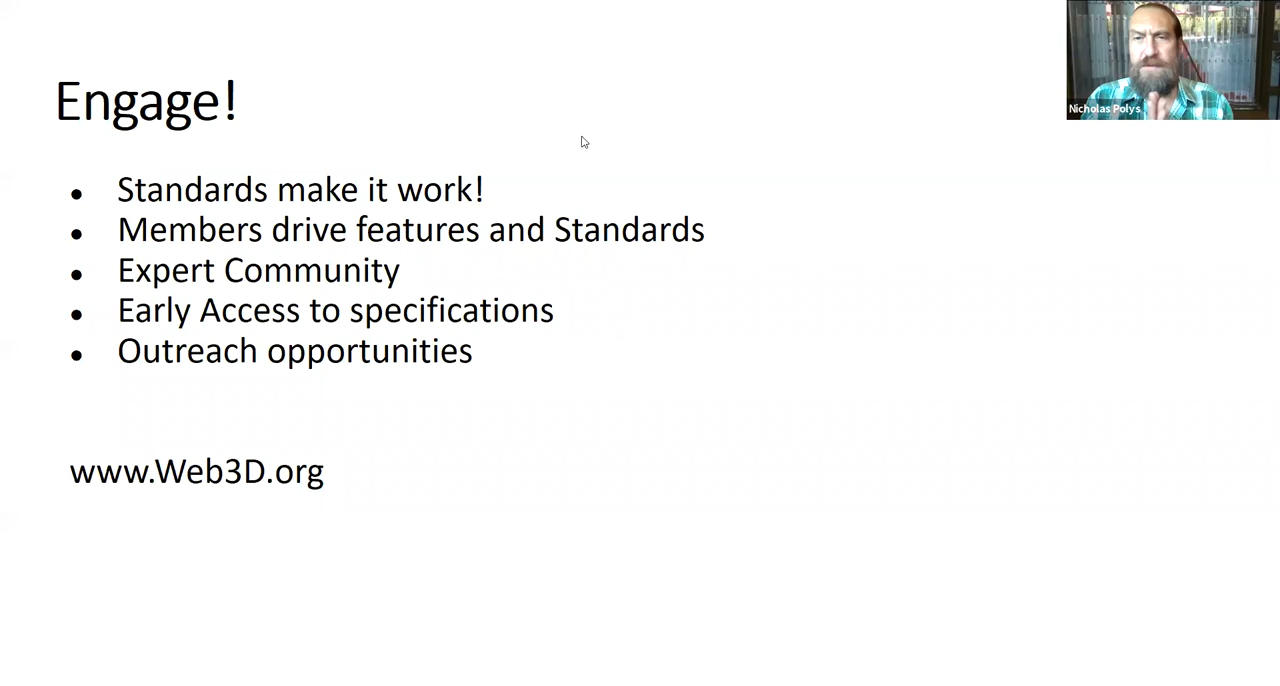 Engage!
Nicholas Polys
● Standards make it work!
● Members drive features and Standards
● Expert Community
● Early Access to specifications
● Outreach opportunities
www.Web3D.org